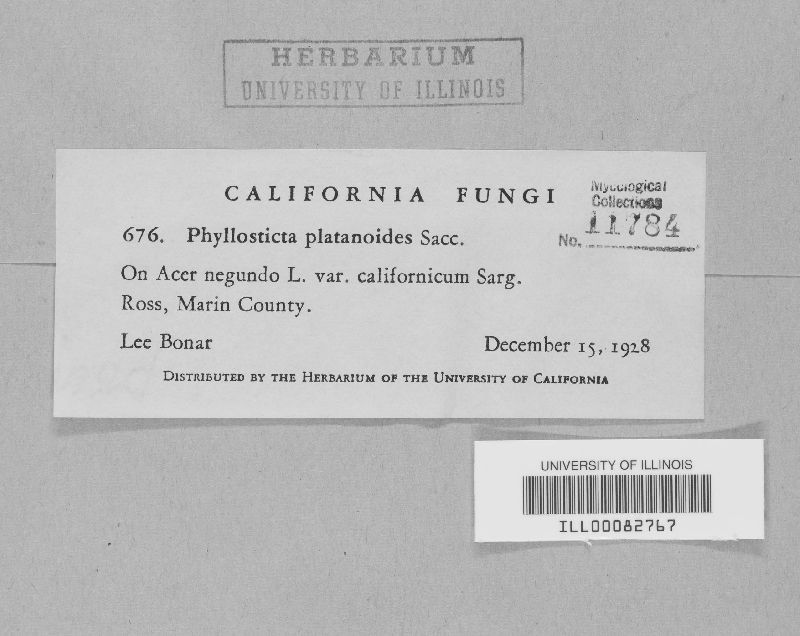 HERBARIUM
UNIVERSITY OF ILLINOIS
CALIFORNIA FUNGI
Mycological
Collections
No. 11784
676. Phyllosticta platanoides Sacc.
On Acer negundo L. var. californicum Sarg.
Ross, Marin County.
Lee Bonar December 15, 1928
DISTRIBUTED BY THE HERBARIUM OF THE UNIVERSITY OF CALIFORNIA
UNIVERSITY OF ILLINOIS
ILL00082767